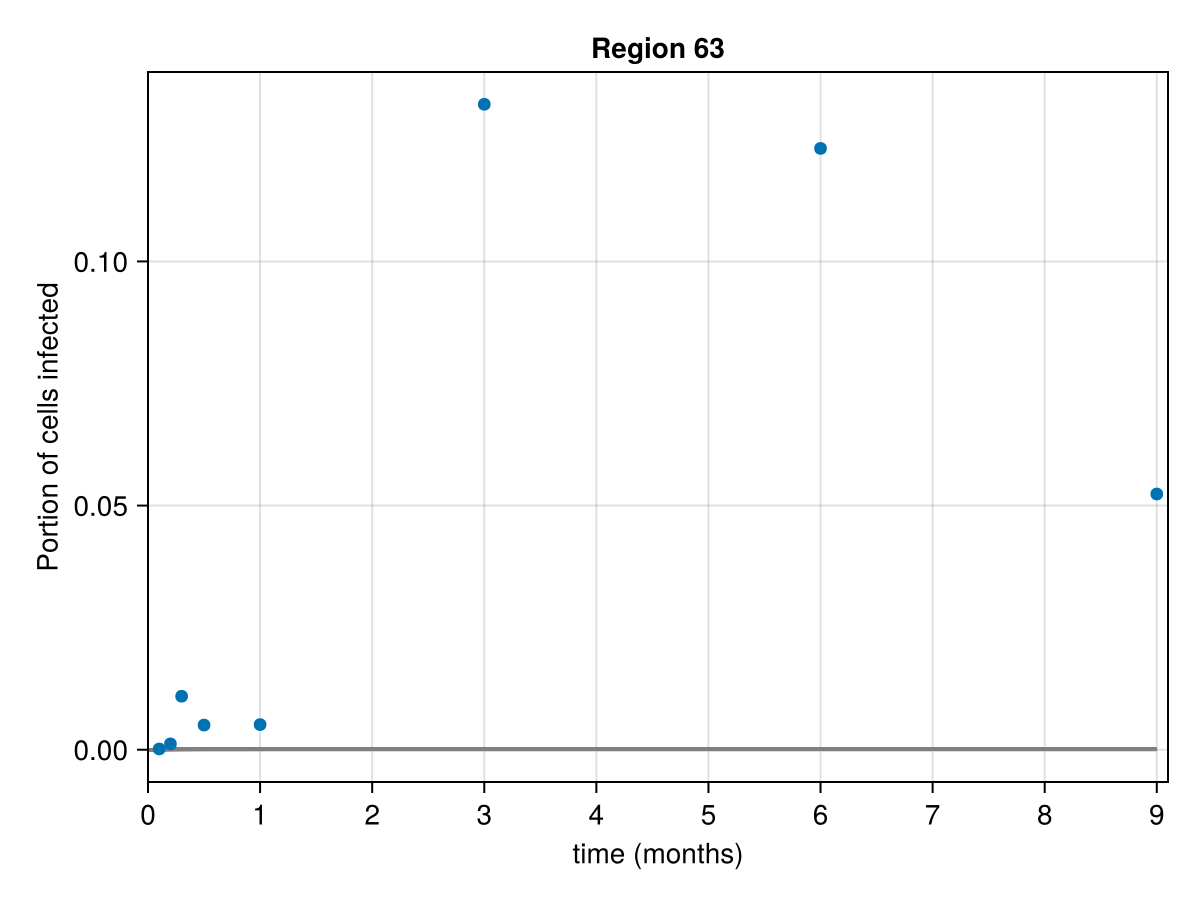 Region 63
Portion of cells infected
0.10
0.05
0.00
0 1 2 3 4 5 6 7 8 9
time (months)